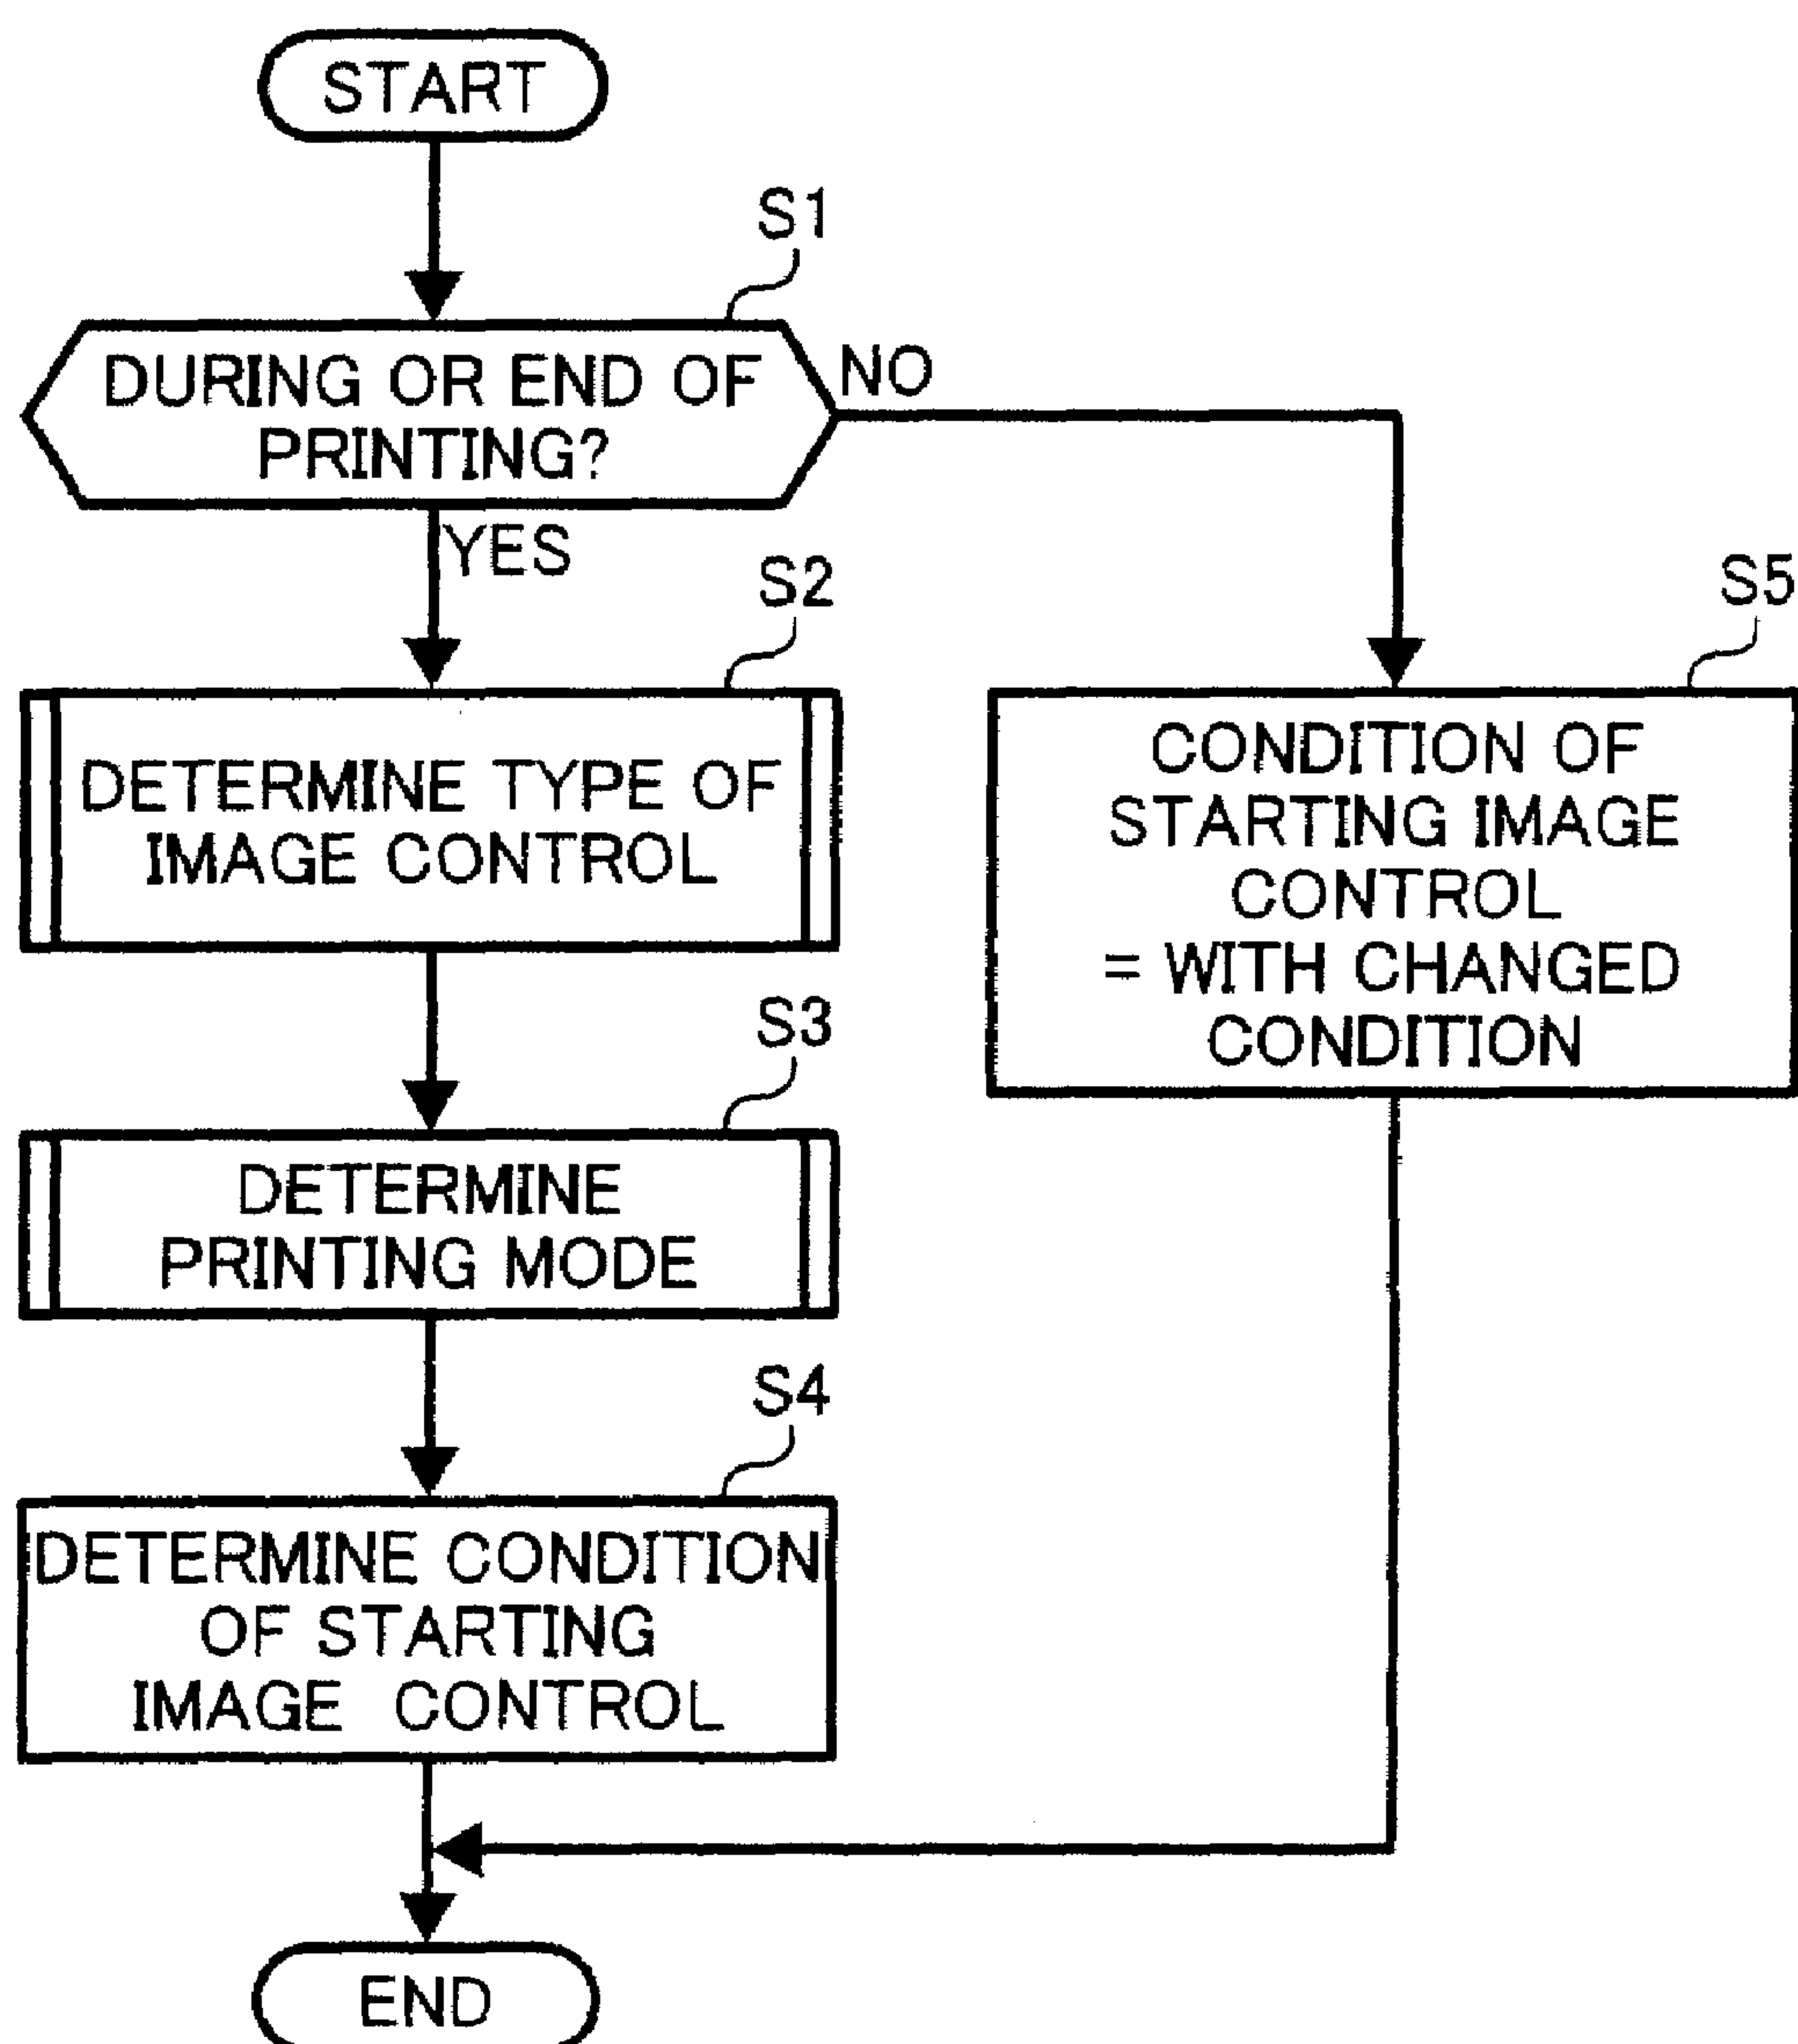 START
S1
DURING OR END OF
PRINTING?
NO
YES
S2
DETERMINE TYPE OF
IMAGE CONTROL
S5
CONDITION OF
STARTING IMAGE
CONTROL
= WITH CHANGED
CONDITION
S3
DETERMINE
PRINTING MODE
S4
DETERMINE CONDITION
OF STARTING
IMAGE CONTROL
END